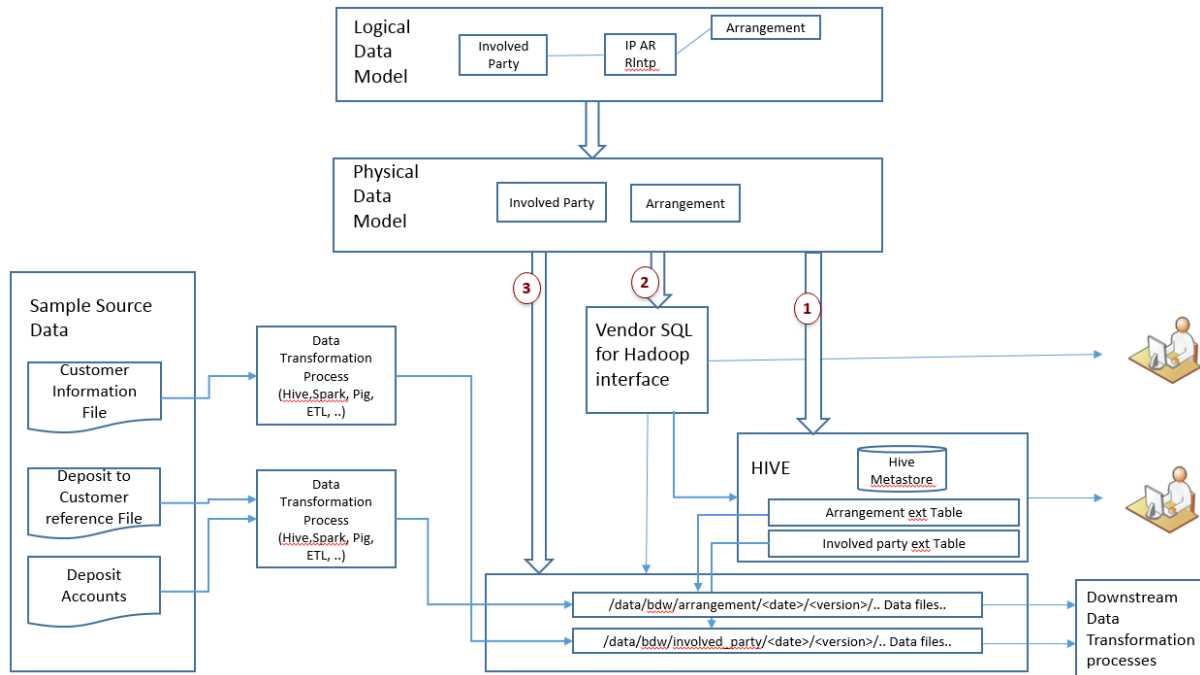 Logical
Data
Model
Involved
Party
IP AR
Rlntp
Arrangement
Physical
Data
Model
Involved Party
Arrangement
3
2
1
Sample Source
Data
Customer
Information
File
Deposit to
Customer
reference File
Deposit
Accounts
Data
Transformation
Process
(Hive,Spark, Pig,
ETL, ..)
Data
Transformation
Process
(Hive,Spark, Pig,
ETL, ..)
Vendor SQL
for Hadoop
interface
HIVE
Hive
Metastore
Arrangement ext Table
Involved party ext Table
/data/bdw/arrangement/<date>/<version>/.. Data files..
/data/bdw/involved_party/<date>/<version>/.. Data files..
Downstream
Data
Transformation
processes